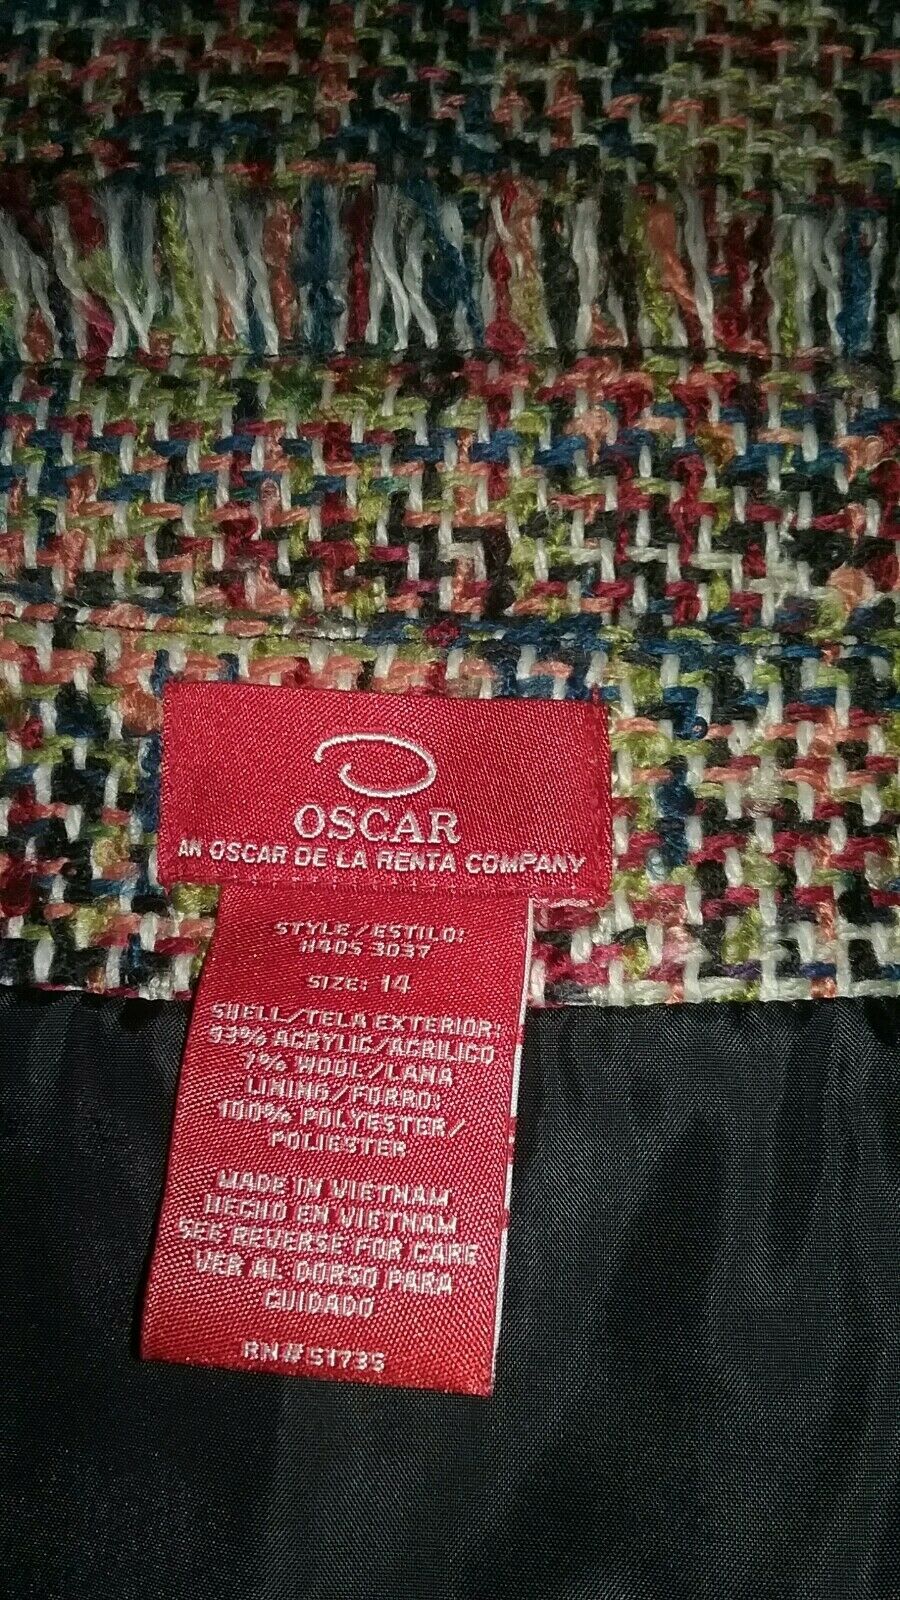 OSCAR
AN OSCAR DE LA RENTA COMPANY
STYLE/ESTILO:
H40S 3037
SIZE: 14
SHELL/TELA EXTERIOR:
93% ACRYLIC/ACRILICO
7% WOOL/LANA
LINING/FORRO:
100% POLYESTER/
POLIESTER
MADE IN VIETNAM
HECHO EN VIETNAM
SEE REVERSE FOR CARE
VER AL DORSO PARA
CUIDADO
RN# 51735